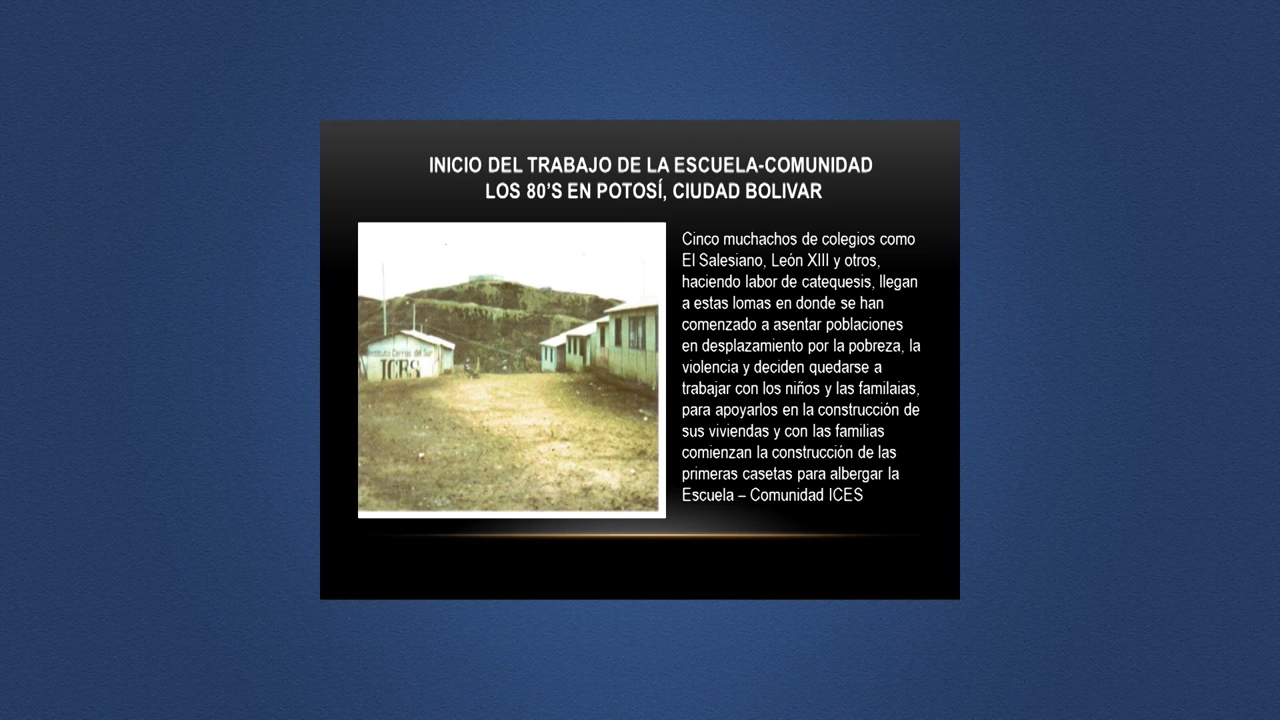 INICIO DEL TRABAJO DE LA ESCUELA-COMUNIDAD
LOS 80'S EN POTOSÍ, CIUDAD BOLIVAR
Cinco muchachos de colegios como
El Salesiano, León XIII y otros,
haciendo labor de catequesis, llegan
a estas lomas en donde se han
comenzado a asentar poblaciones
en desplazamiento por la pobreza, la
violencia y deciden quedarse a
trabajar con los niños y las familaias,
para apoyarlos en la construcción de
sus viviendas y con las familias
comienzan la construcción de las
primeras casetas para albergar la
Escuela – Comunidad ICES
Instituto Cerros del Sur
ICES